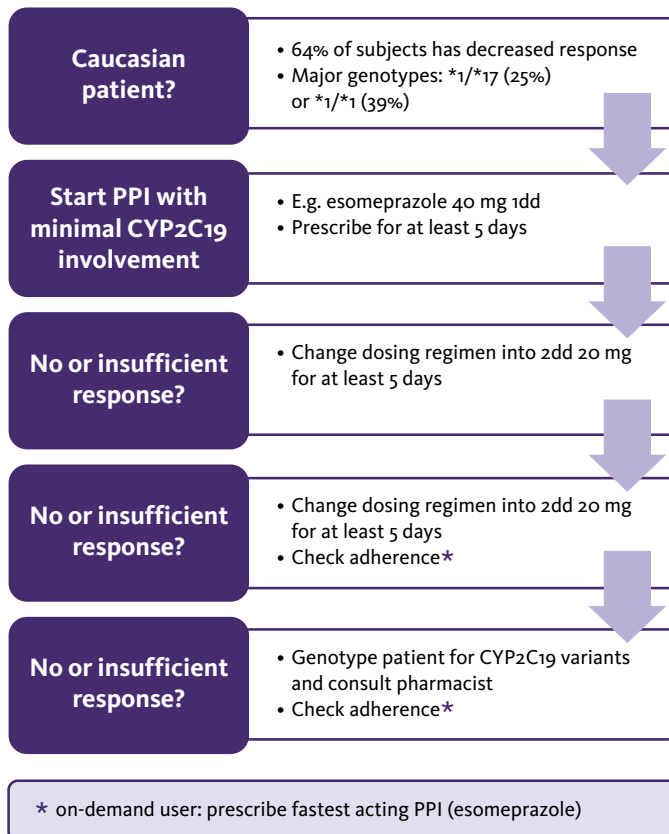 Caucasian
patient?
• 64% of subjects has decreased response
• Major genotypes: *1/*17 (25%)
or *1/*1 (39%)
Start PPI with
minimal CYP2C19
involvement
• E.g. esomeprazole 40 mg 1dd
• Prescribe for at least 5 days
No or insufficient
response?
• Change dosing regimen into 2dd 20 mg
for at least 5 days
No or insufficient
response?
• Change dosing regimen into 2dd 20 mg
for at least 5 days
• Check adherence*
No or insufficient
response?
• Genotype patient for CYP2C19 variants
and consult pharmacist
• Check adherence*
* on-demand user: prescribe fastest acting PPI (esomeprazole)